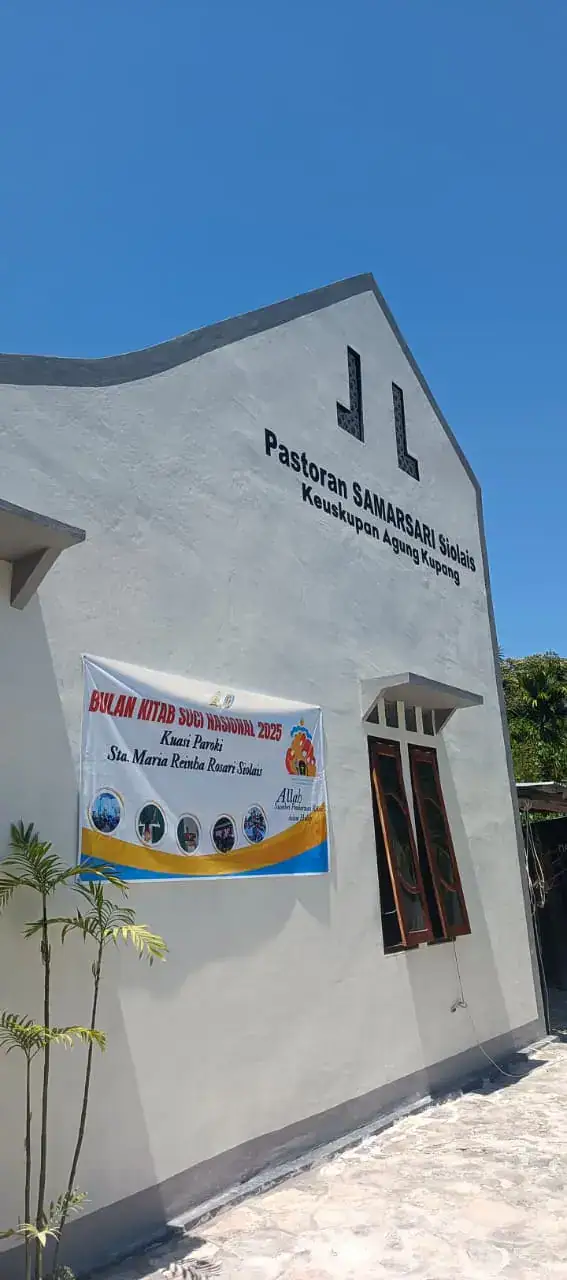 J L
Pastoran SAMARSARI Siolais
Keuskupan Agung Kupang
BULAN KITAB SUCI NASIONAL 2025
Kuasi Paroki
Sta. Maria Reinha Rosari Siolais
Allah
Sumber